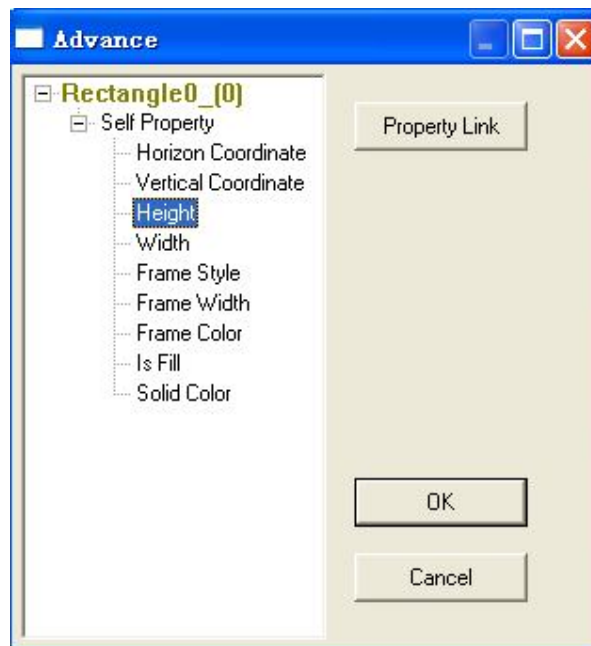 Advance
Rectangle0_(0)
Self Property
Horizon Coordinate
Vertical Coordinate
Height
Width
Frame Style
Frame Width
Frame Color
Is Fill
Solid Color
Property Link
OK
Cancel